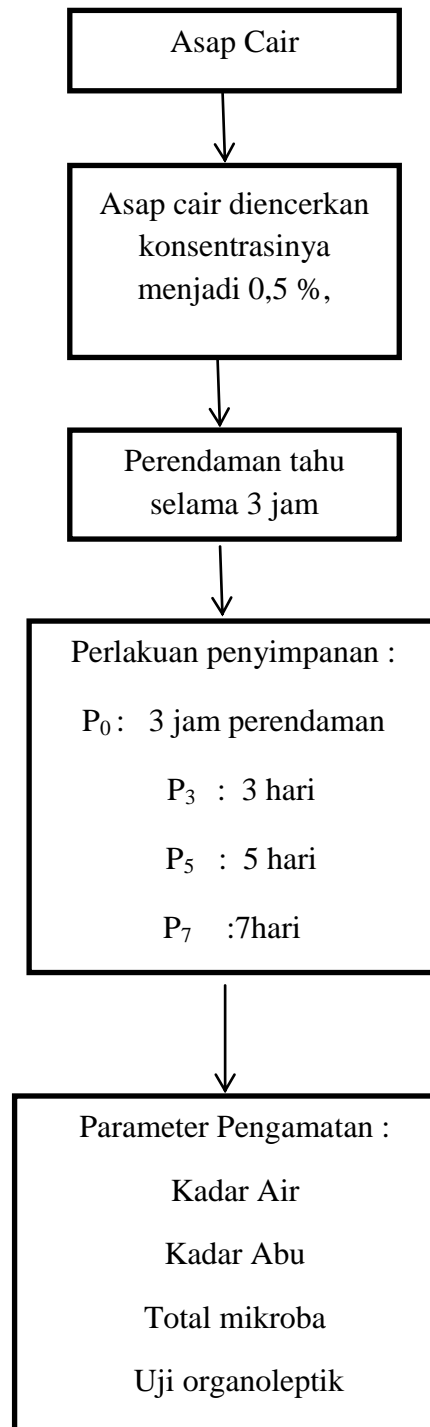 Asap Cair
Asap cair diencerkan
konsentrasinya
menjadi 0,5 %,
Perendaman tahu
selama 3 jam
Perlakuan penyimpanan :
P₀ : 3 jam perendaman
P₃ : 3 hari
P₅ : 5 hari
P₇ :7hari
Parameter Pengamatan :
Kadar Air
Kadar Abu
Total mikroba
Uji organoleptik